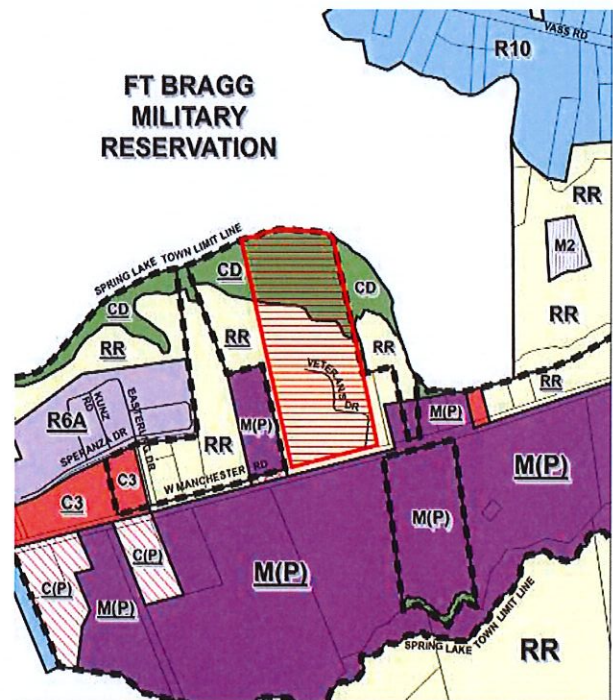 VASS RD
R10
FT BRAGG
MILITARY
RESERVATION
RR
M2
SPRING LAKE TOWN LIMIT LINE
CD
CD
CD
RR
RR
RR
RR
VETERANS DR
RR
KUNZ RD
EASTERLING DR
R6A
M(P)
M(P)
SPERANZA DR
RR
W MANCHESTER RD
M(P)
C3
C3
M(P)
C(P)
M(P)
C(P)
M(P)
SPRING LAKE TOWN LIMIT LINE
RR